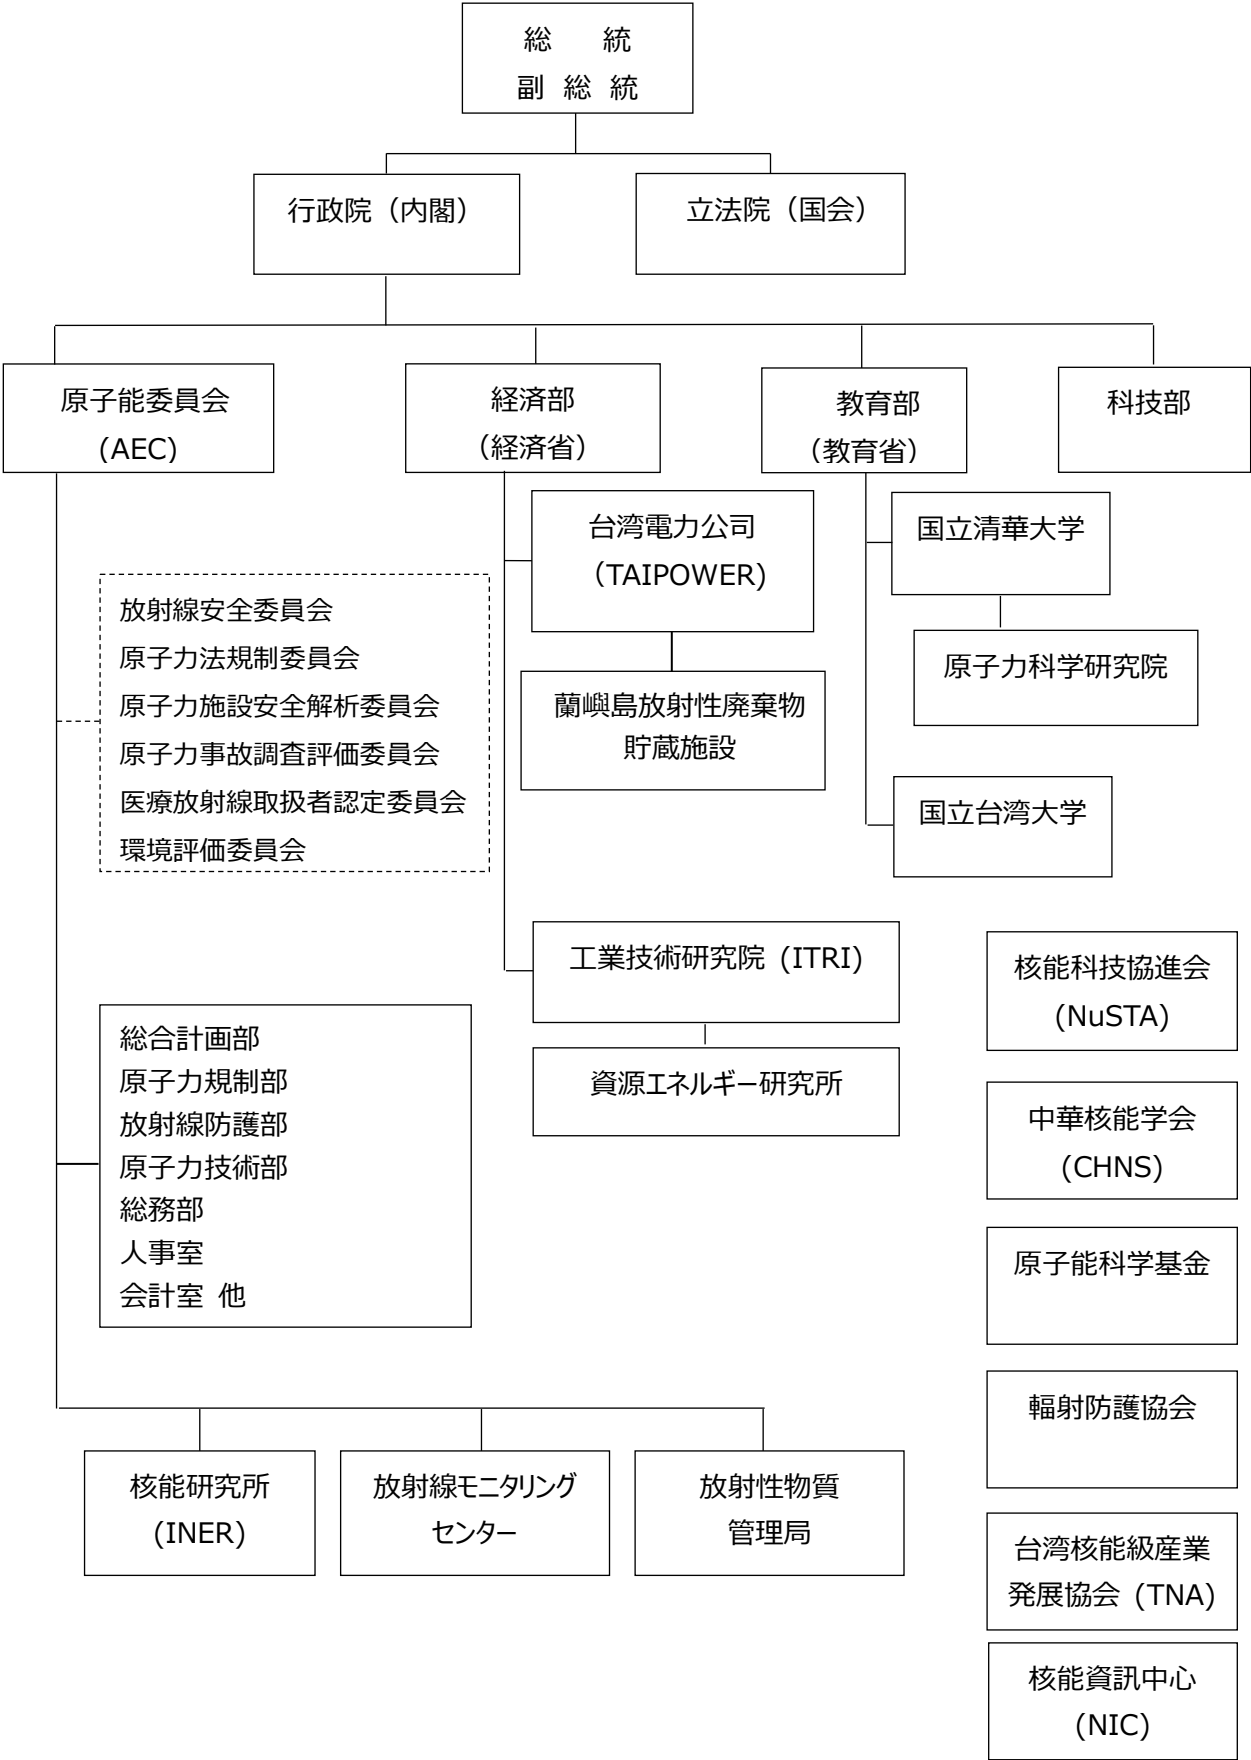 総 統
副 総 統
行政院（内閣）
立法院（国会）
原子能委員会
(AEC)
経済部
（経済省）
教育部
（教育省）
科技部
台湾電力公司
（TAIPOWER)
蘭嶼島放射性廃棄物
貯蔵施設
国立清華大学
原子力科学研究院
国立台湾大学
放射線安全委員会
原子力法規制委員会
原子力施設安全解析委員会
原子力事故調査評価委員会
医療放射線取扱者認定委員会
環境評価委員会
工業技術研究院 (ITRI)
資源エネルギー研究所
総合計画部
原子力規制部
放射線防護部
原子力技術部
総務部
人事室
会計室 他
核能研究所
(INER)
放射線モニタリング
センター
放射性物質
管理局
核能科技協進会
(NuSTA)
中華核能学会
(CHNS)
原子能科学基金
輻射防護協会
台湾核能級産業
発展協会 (TNA)
核能資訊中心
(NIC)